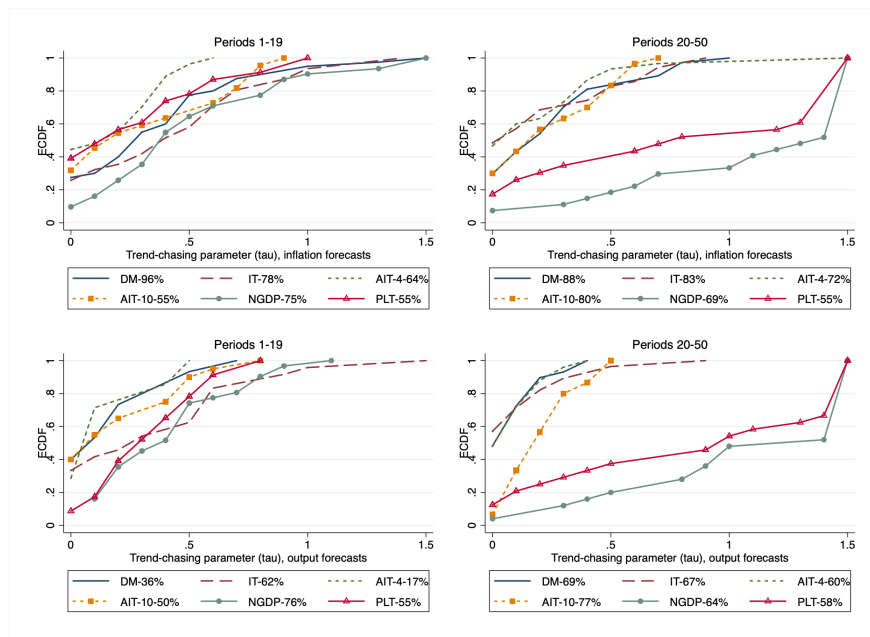 Periods 1-19
ECDF
0 .2 .4 .6 .8 1
0 .5 1 1.5
Trend-chasing parameter (tau), inflation forecasts
DM-96% IT-78% AIT-4-64%
AIT-10-55% NGDP-75% PLT-55%
Periods 20-50
ECDF
0 .2 .4 .6 .8 1
0 .5 1 1.5
Trend-chasing parameter (tau), inflation forecasts
DM-88% IT-83% AIT-4-72%
AIT-10-80% NGDP-69% PLT-55%
Periods 1-19
ECDF
0 .2 .4 .6 .8 1
0 .5 1 1.5
Trend-chasing parameter (tau), output forecasts
DM-36% IT-62% AIT-4-17%
AIT-10-50% NGDP-76% PLT-55%
Periods 20-50
ECDF
0 .2 .4 .6 .8 1
0 .5 1 1.5
Trend-chasing parameter (tau), output forecasts
DM-69% IT-67% AIT-4-60%
AIT-10-77% NGDP-64% PLT-58%